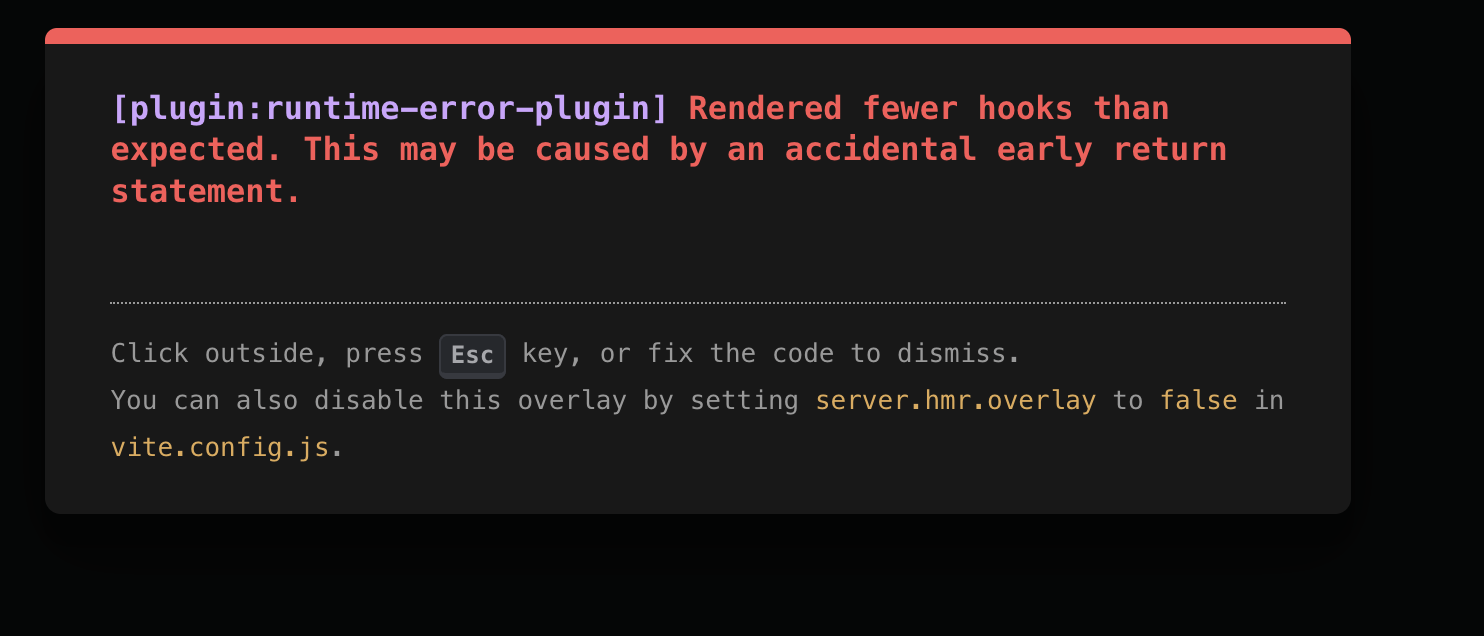 [plugin:runtime-error-plugin] Rendered fewer hooks than
expected. This may be caused by an accidental early return
statement.
Click outside, press Esc key, or fix the code to dismiss.
You can also disable this overlay by setting server.hmr.overlay to false in
vite.config.js.